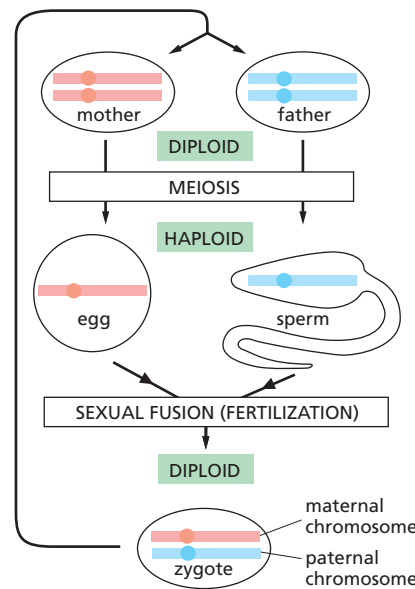 mother
father
DIPLOID
MEIOSIS
HAPLOID
egg
sperm
SEXUAL FUSION (FERTILIZATION)
DIPLOID
maternal
chromosome
paternal
chromosome
zygote